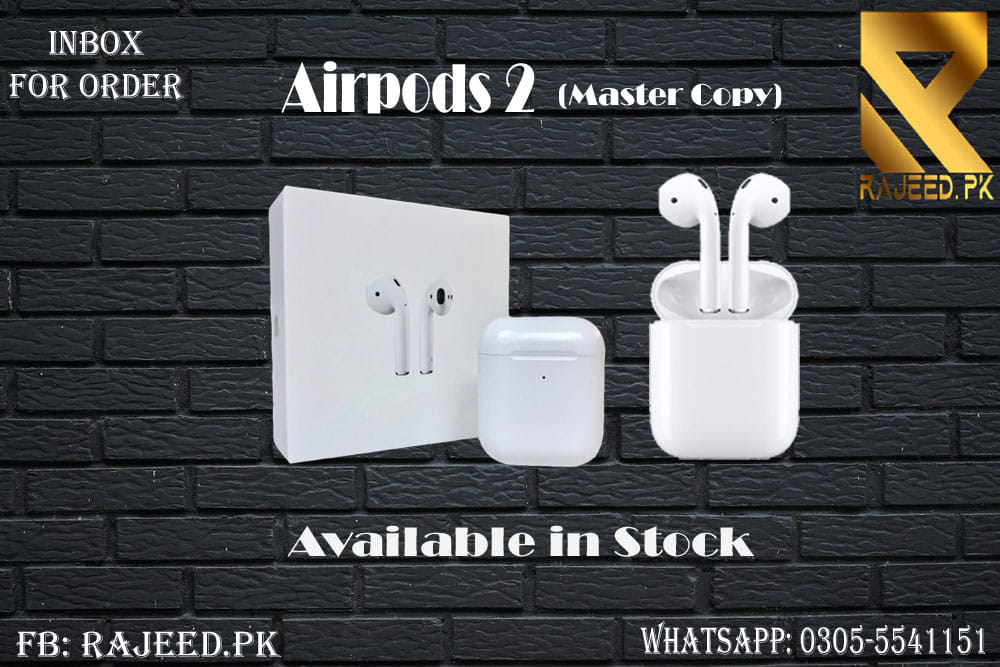 INBOX
FOR ORDER
Airpods 2 (Master Copy)
RAJEED.PK
Available in Stock
FB: RAJEED.PK
WHATSAPP: 0305-5541151